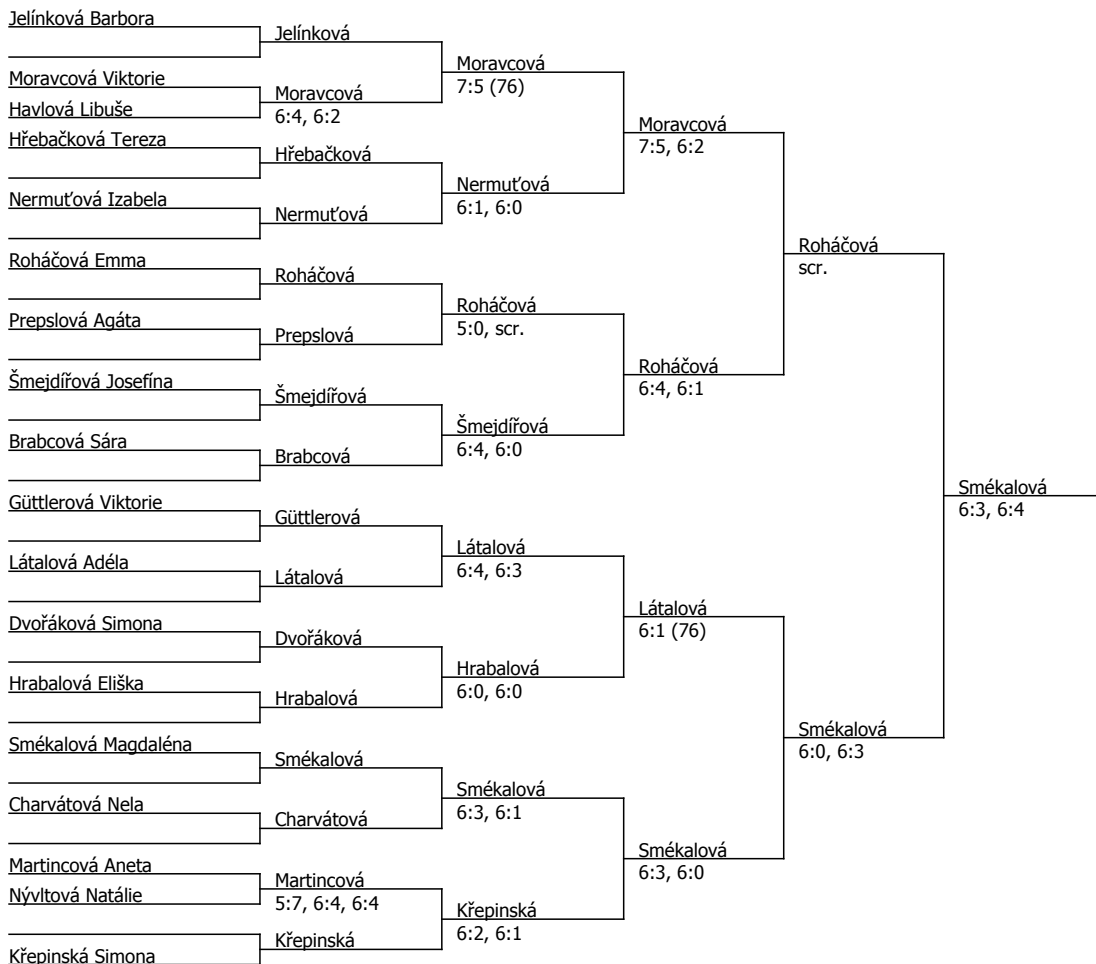 Jelínková Barbora
Moravcová Viktorie
Havlová Libuše
Hřebačková Tereza
Nermuťová Izabela
Roháčová Emma
Prepslová Agáta
Šmejdířová Josefína
Brabcová Sára
Güttlerová Viktorie
Látalová Adéla
Dvořáková Simona
Hrabalová Eliška
Smékalová Magdaléna
Charvátová Nela
Martincová Aneta
Nývltová Natálie
Křepinská Simona
Jelínková
Moravcová
6:4, 6:2
Hřebačková
Nermuťová
Roháčová
Prepslová
Šmejdířová
Brabcová
Güttlerová
Látalová
Dvořáková
Hrabalová
Smékalová
Charvátová
Martincová
5:7, 6:4, 6:4
Křepinská
Moravcová
7:5 (76)
Nermuťová
6:1, 6:0
Roháčová
5:0, scr.
Šmejdířová
6:4, 6:0
Látalová
6:4, 6:3
Hrabalová
6:0, 6:0
Smékalová
6:3, 6:1
Křepinská
6:2, 6:1
Moravcová
7:5, 6:2
Roháčová
6:4, 6:1
Látalová
6:1 (76)
Smékalová
6:3, 6:0
Roháčová
scr.
Smékalová
6:0, 6:3
Smékalová
6:3, 6:4